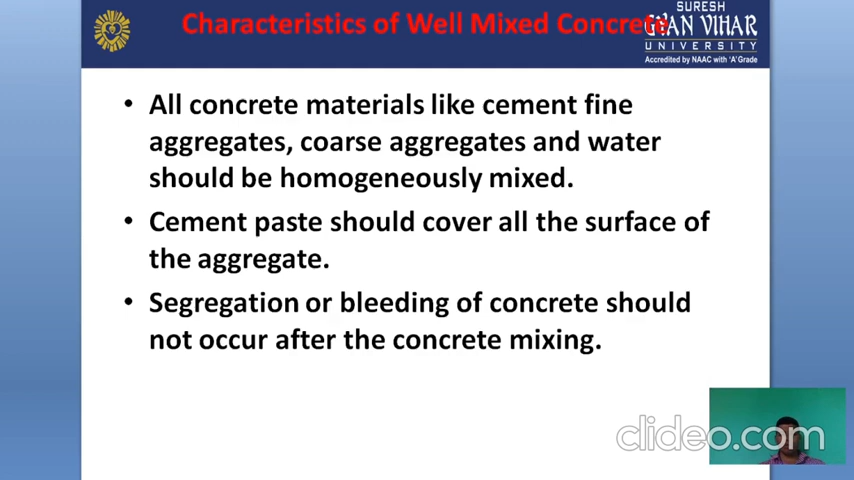 Characteristics of Well Mixed Concrete
SURESH
GYAN VIHAR
UNIVERSITY
Accredited by NAAC with 'A' Grade
• All concrete materials like cement fine
aggregates, coarse aggregates and water
should be homogeneously mixed.
• Cement paste should cover all the surface of
the aggregate.
• Segregation or bleeding of concrete should
not occur after the concrete mixing.
clideo.com